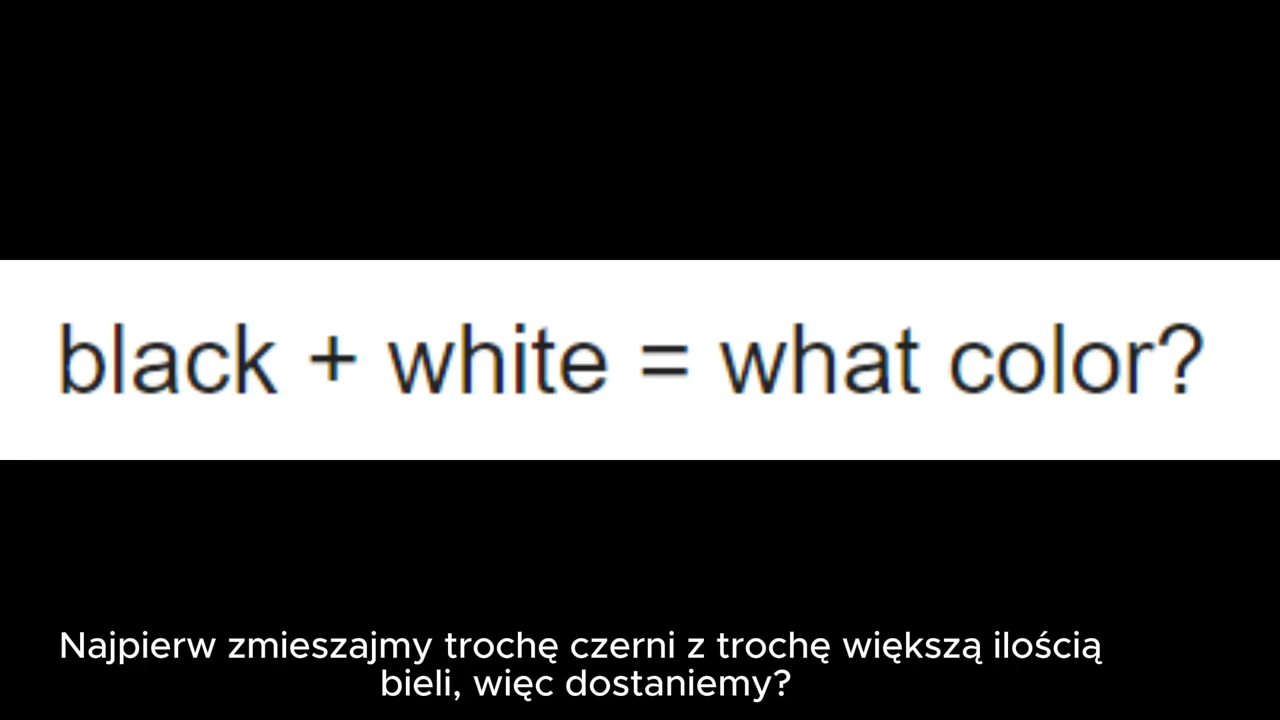 black + white = what color?
Najpierw zmieszajmy trochę czerni z trochę większą ilością
bieli, więc dostaniemy?